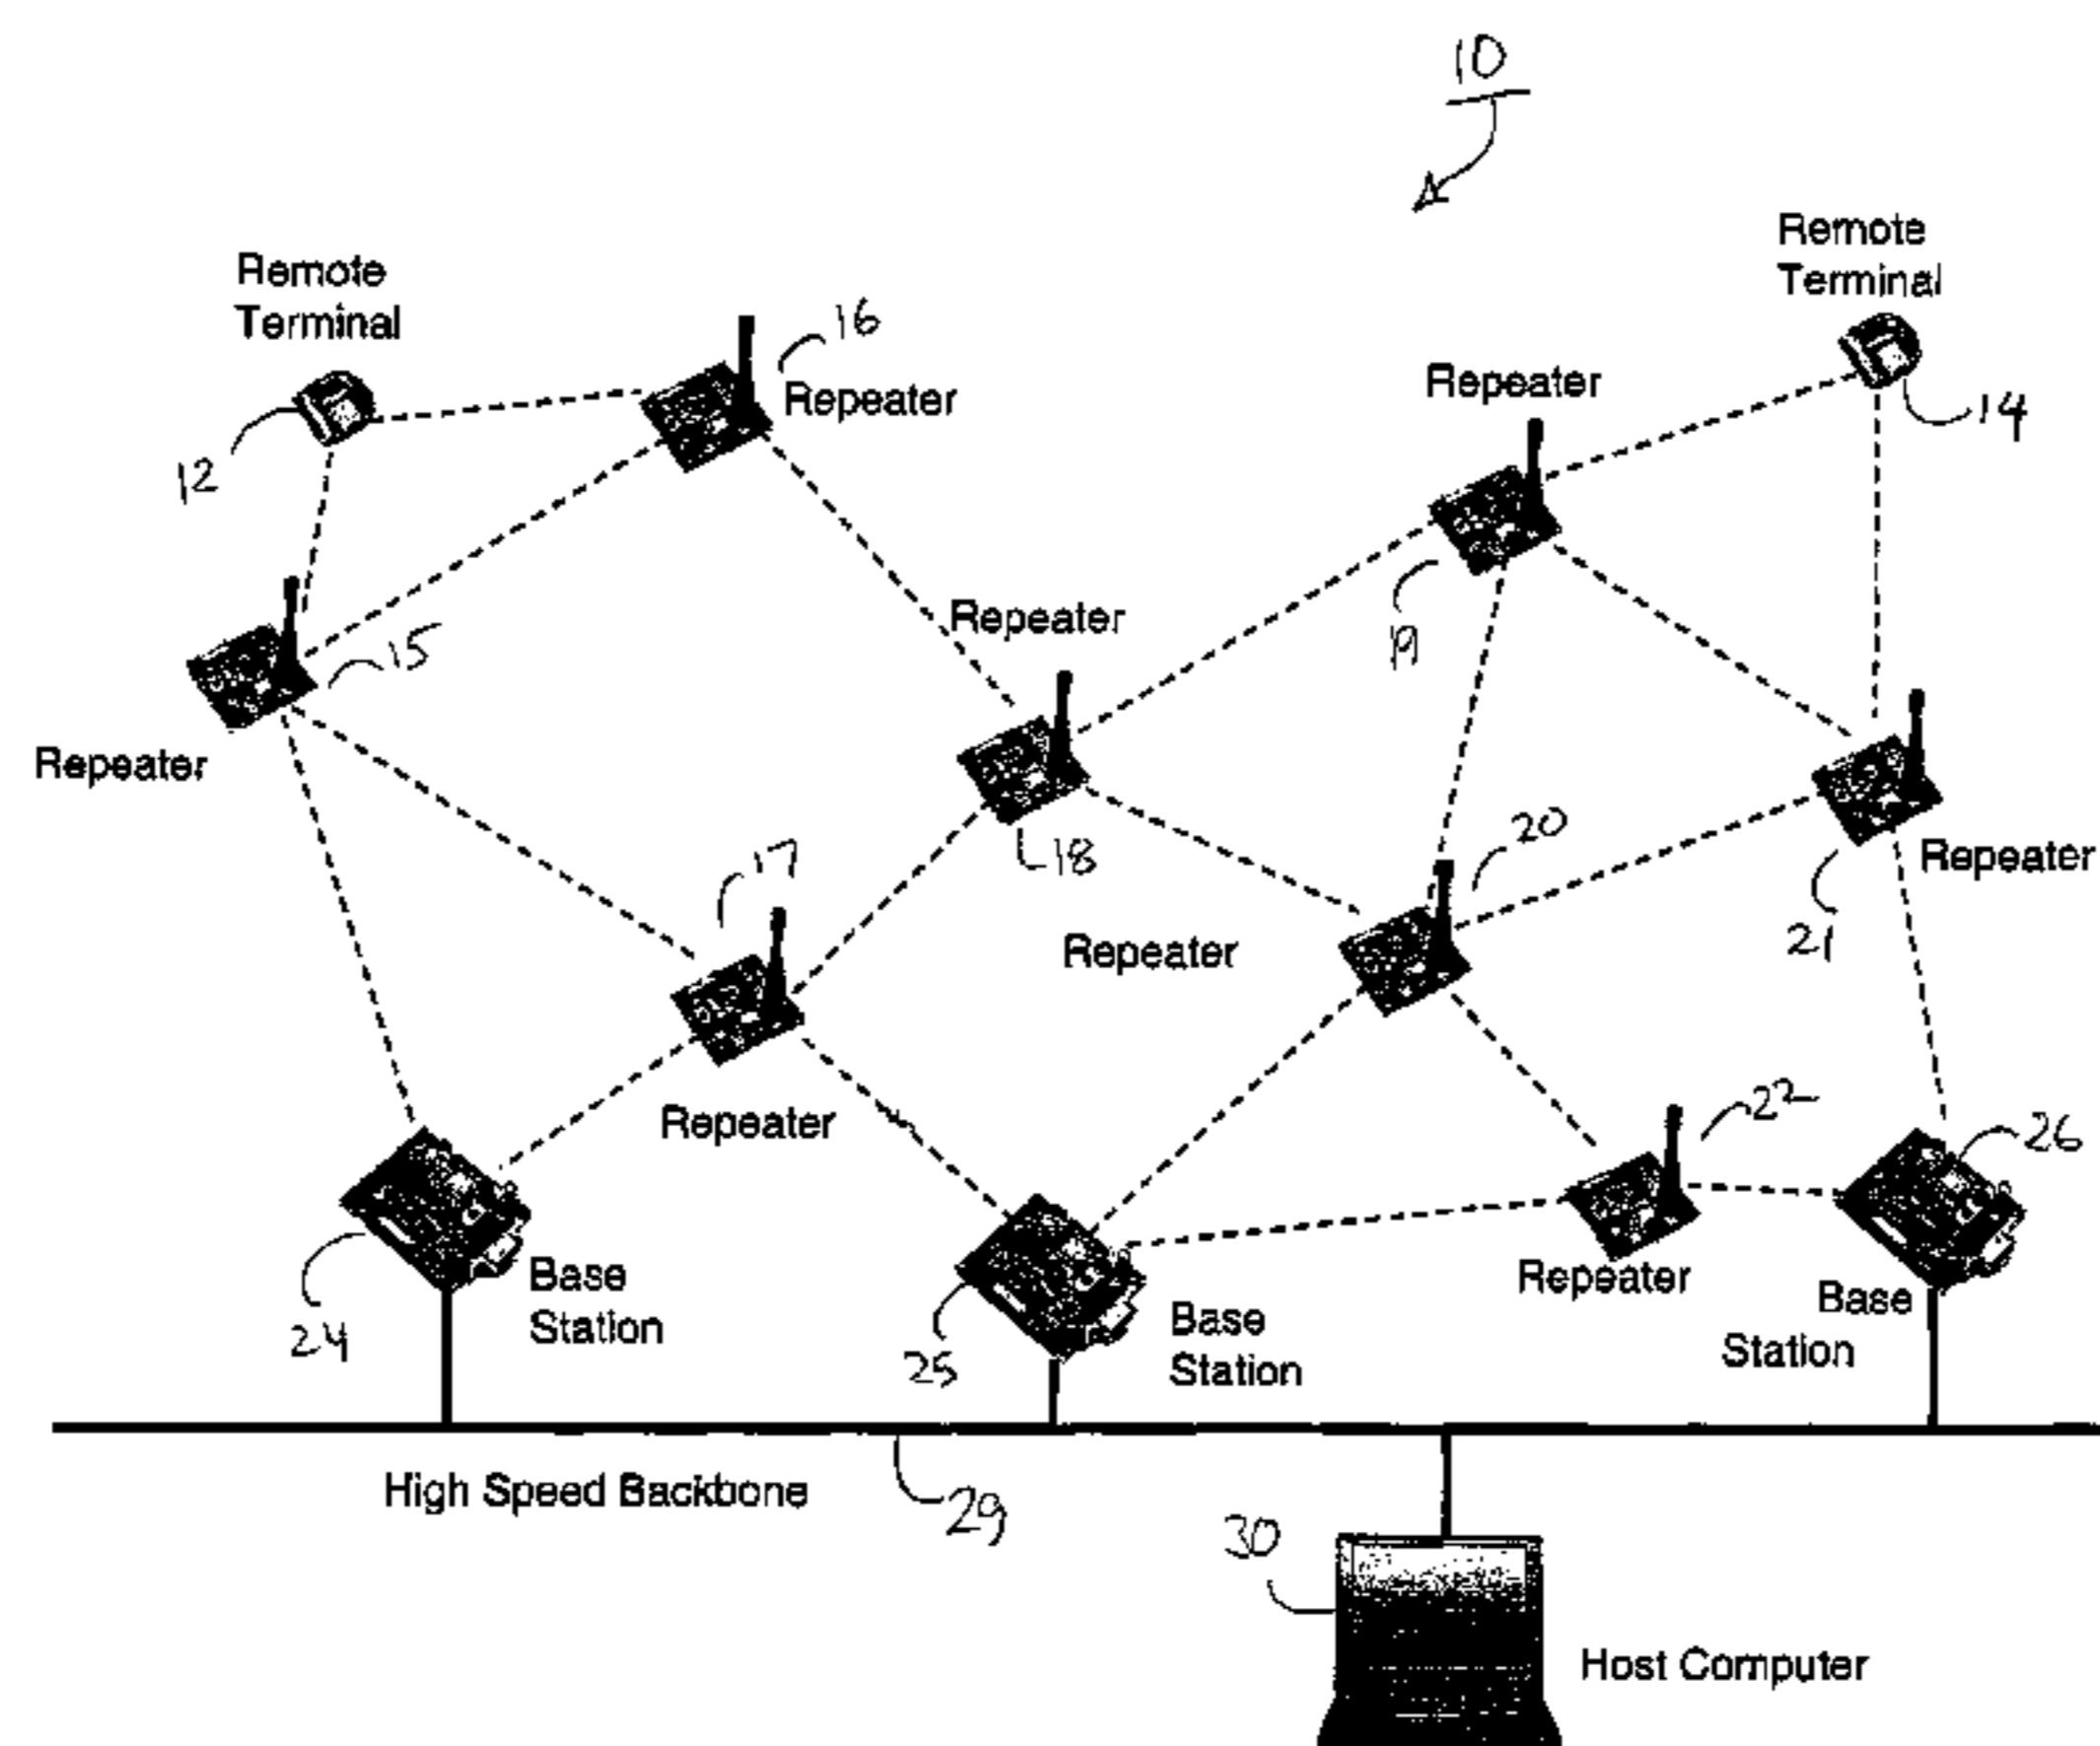 10
Remote
Terminal
Remote
Terminal
16
Repeater
Repeater
14
12
Repeater
19
15
Repeater
20
17
18
Repeater
Repeater
21
Repeater
22
26
Base
Station
24
Base
Station
25
Repeater
Base
Station
High Speed Backbone
29
30
Host Computer